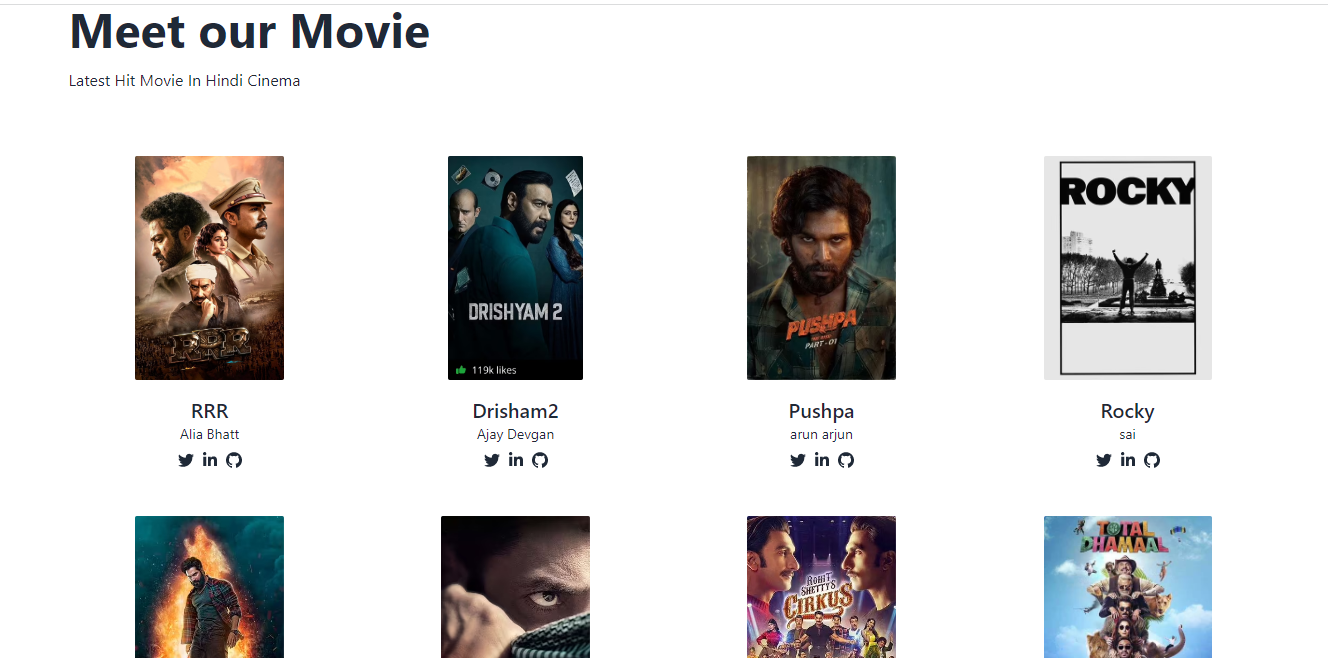 Meet our Movie
Latest Hit Movie In Hindi Cinema
RRR
DRISHYAM 2
119k likes
PUSHPA
PART - 01
ROCKY
RRR
Alia Bhatt
Drisham2
Ajay Devgan
Pushpa
arun arjun
Rocky
sai
ROHIT
SHETTY'S
CIRKUS
TOTAL
DHAMAAL